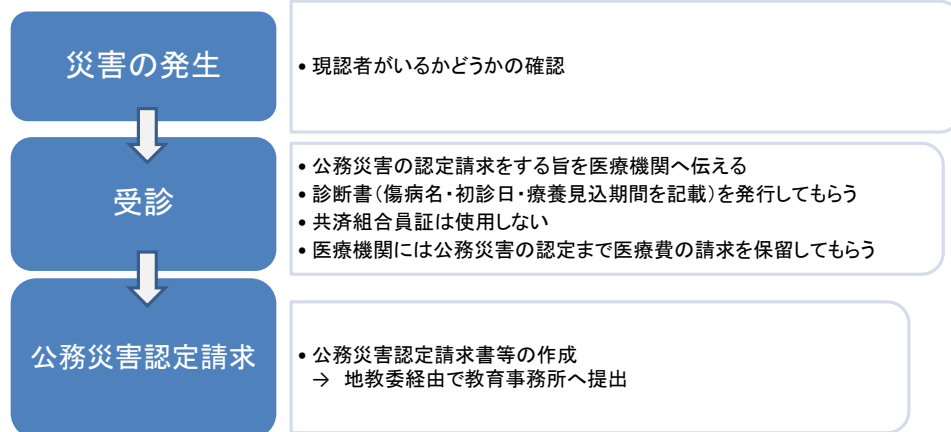 災害の発生
• 現認者がいるかどうかの確認
受診
• 公務災害の認定請求をする旨を医療機関へ伝える
• 診断書(傷病名・初診日・療養見込期間を記載)を発行してもらう
• 共済組合員証は使用しない
• 医療機関には公務災害の認定まで医療費の請求を保留してもらう
公務災害認定請求
• 公務災害認定請求書等の作成
→ 地教委経由で教育事務所へ提出